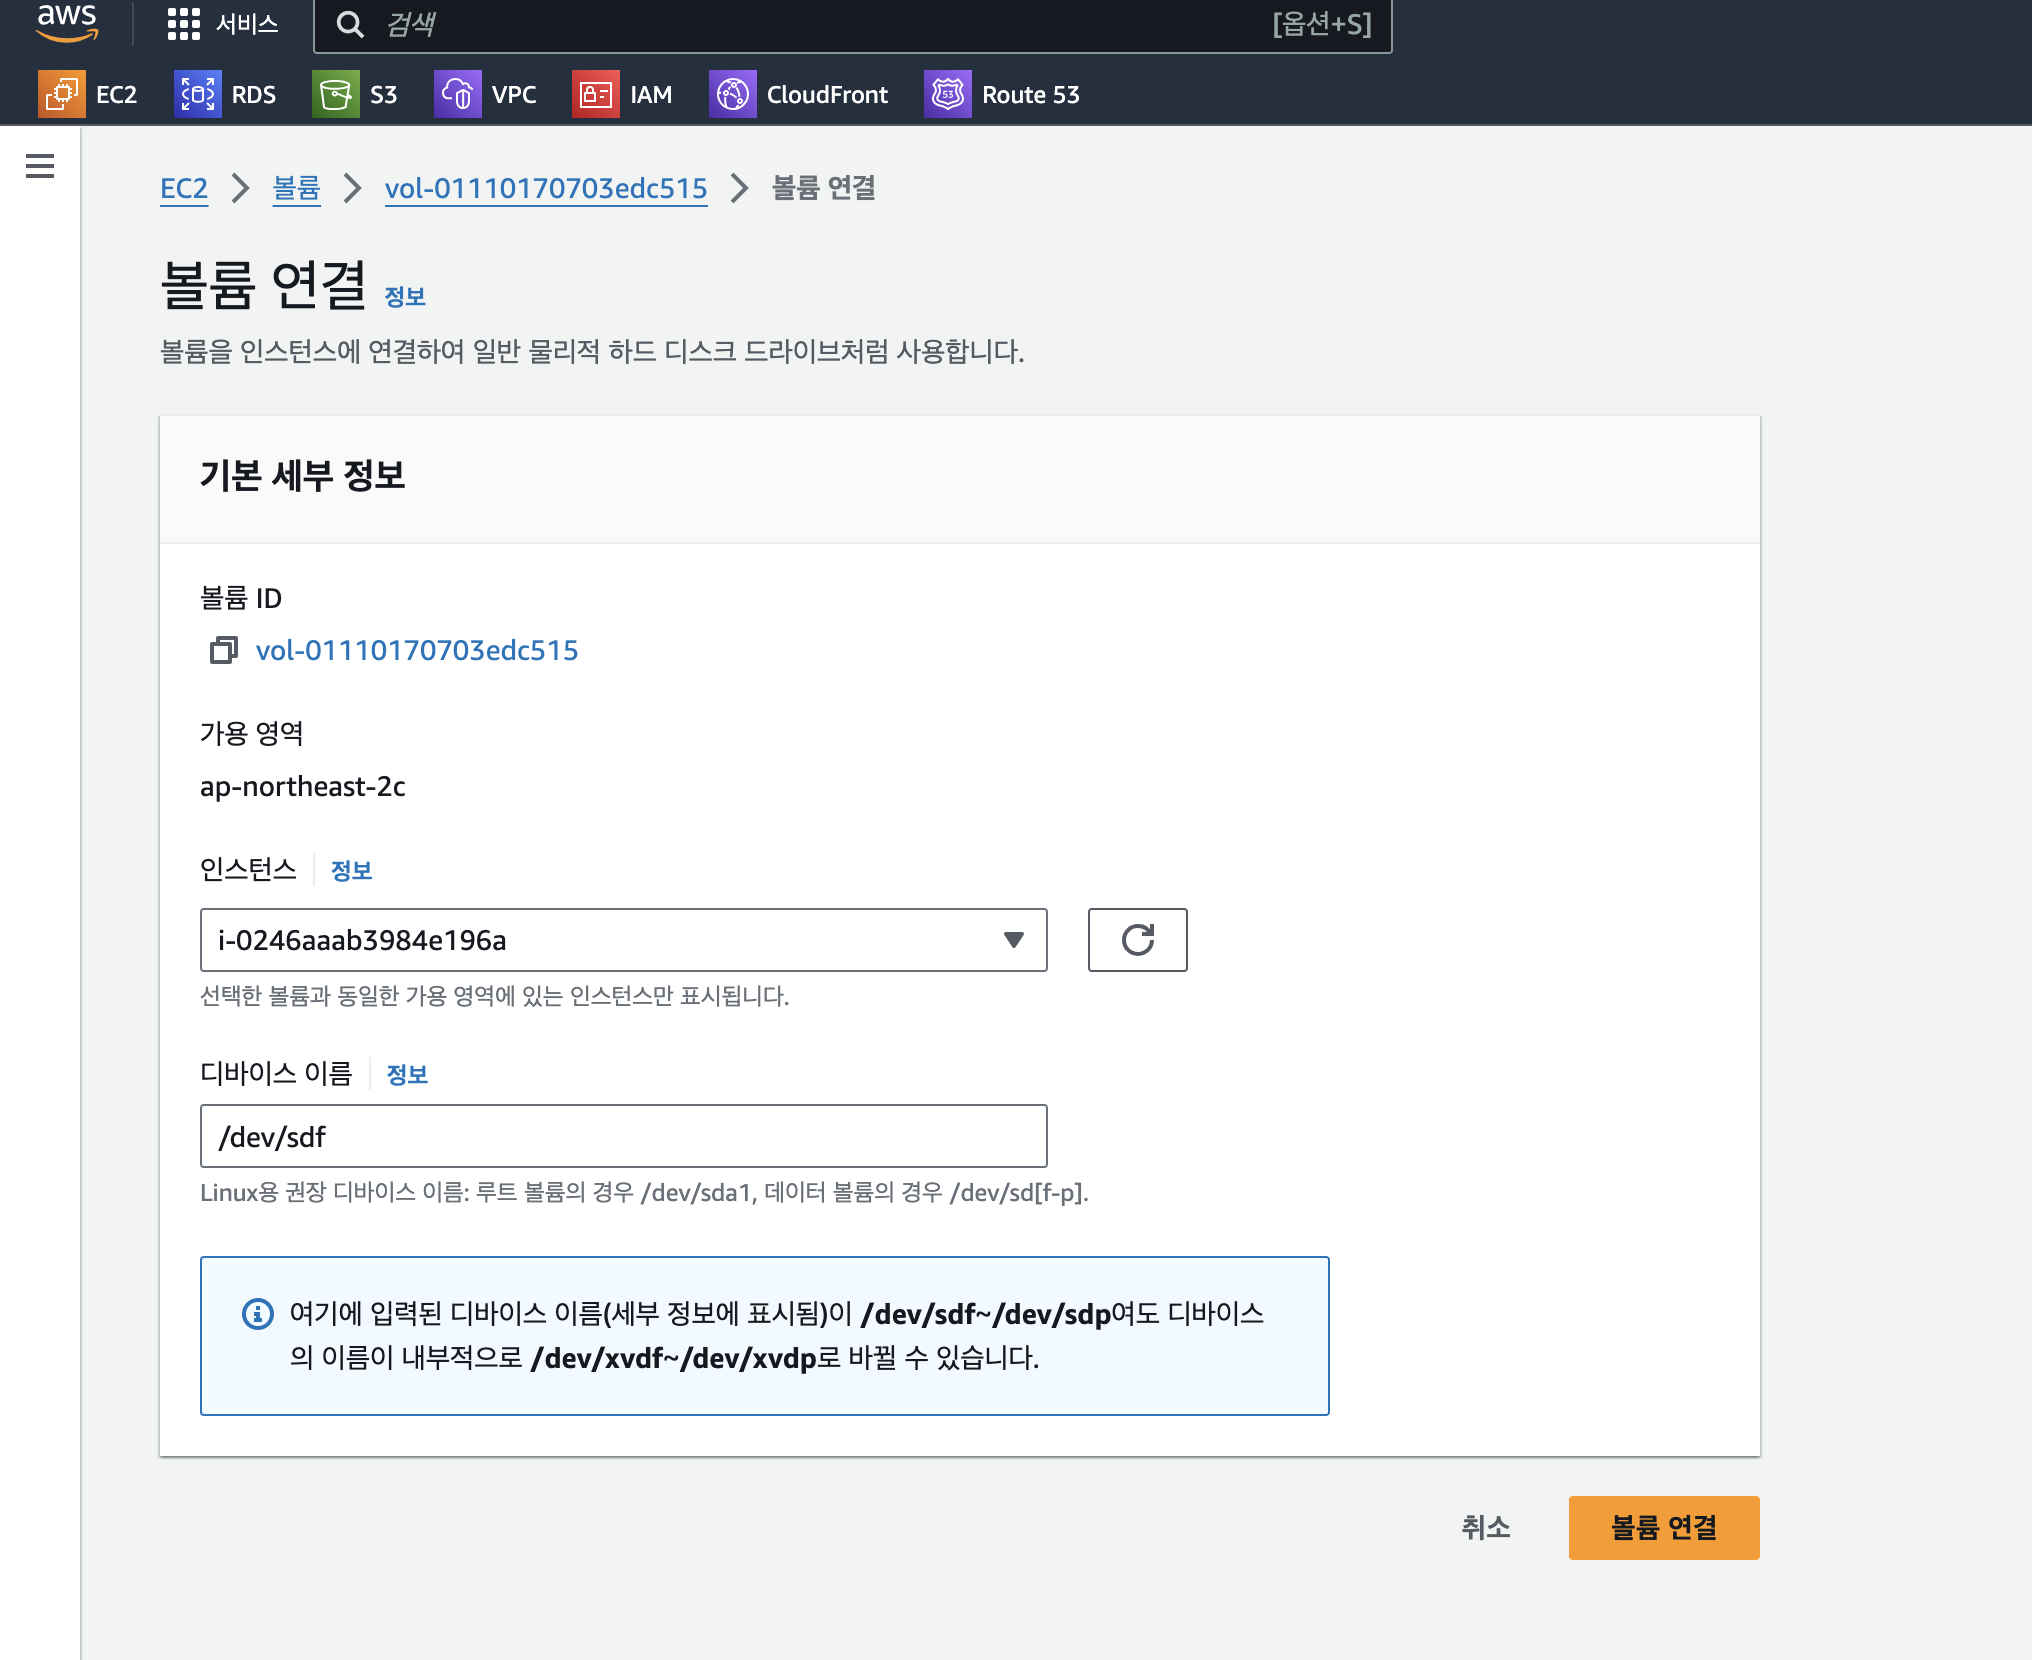 aws
서비스
검색
[옵션+S]
EC2
RDS
S3
VPC
IAM
CloudFront
Route 53
EC2 > 볼륨 > vol-01110170703edc515 > 볼륨 연결
볼륨 연결 정보
볼륨을 인스턴스에 연결하여 일반 물리적 하드 디스크 드라이브처럼 사용합니다.
기본 세부 정보
볼륨 ID
vol-01110170703edc515
가용 영역
ap-northeast-2c
인스턴스 정보
i-0246aaab3984e196a
선택한 볼륨과 동일한 가용 영역에 있는 인스턴스만 표시됩니다.
디바이스 이름 정보
/dev/sdf
Linux용 권장 디바이스 이름: 루트 볼륨의 경우 /dev/sda1, 데이터 볼륨의 경우 /dev/sd[f-p].
여기에 입력된 디바이스 이름(세부 정보에 표시됨)이 /dev/sdf~/dev/sdp여도 디바이스
의 이름이 내부적으로 /dev/xvdf~/dev/xvdp로 바뀔 수 있습니다.
취소
볼륨 연결